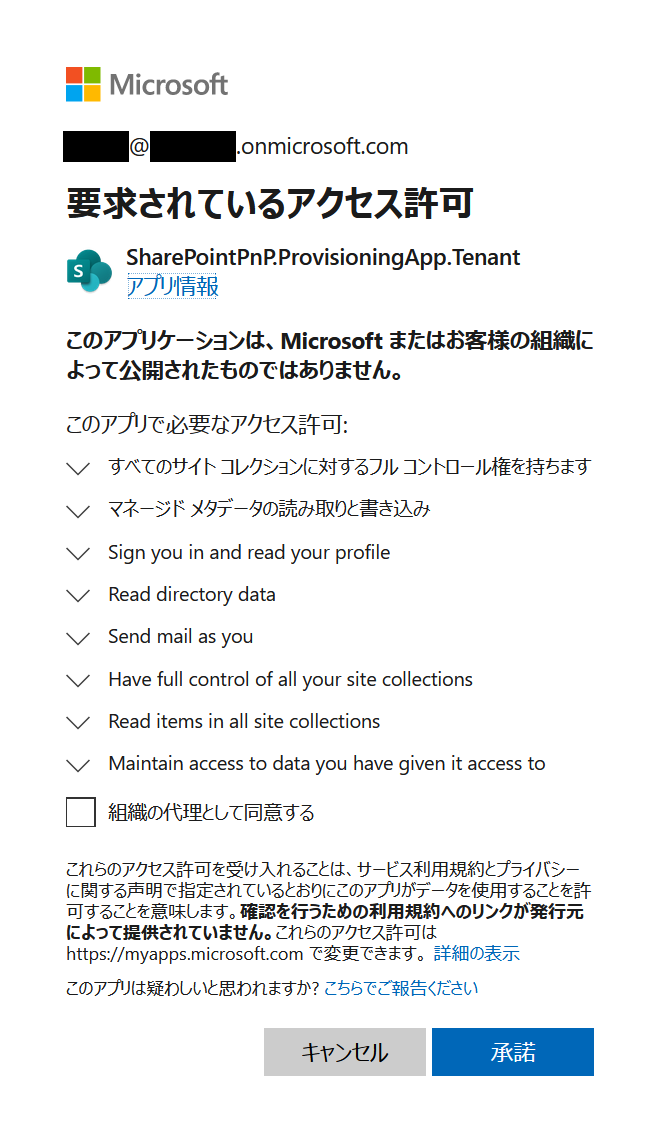 Microsoft
@ .onmicrosoft.com
要求されているアクセス許可
SharePointPnP.ProvisioningApp.Tenant
アプリ情報
このアプリケーションは、Microsoft またはお客様の組織に
よって公開されたものではありません。
このアプリで必要なアクセス許可:
すべてのサイト コレクションに対するフル コントロール権を持ちます
マネージド メタデータの読み取りと書き込み
Sign you in and read your profile
Read directory data
Send mail as you
Have full control of all your site collections
Read items in all site collections
Maintain access to data you have given it access to
組織の代理として同意する
これらのアクセス許可を受け入れることは、サービス利用規約とプライバシー
に関する声明で指定されているとおりにこのアプリがデータを使用することを許
可することを意味します。確認を行うための利用規約へのリンクが発行元
によって提供されていません。これらのアクセス許可は
https://myapps.microsoft.com で変更できます。 詳細の表示
このアプリは疑わしいと思われますか? こちらでご報告ください
キャンセル 承諾